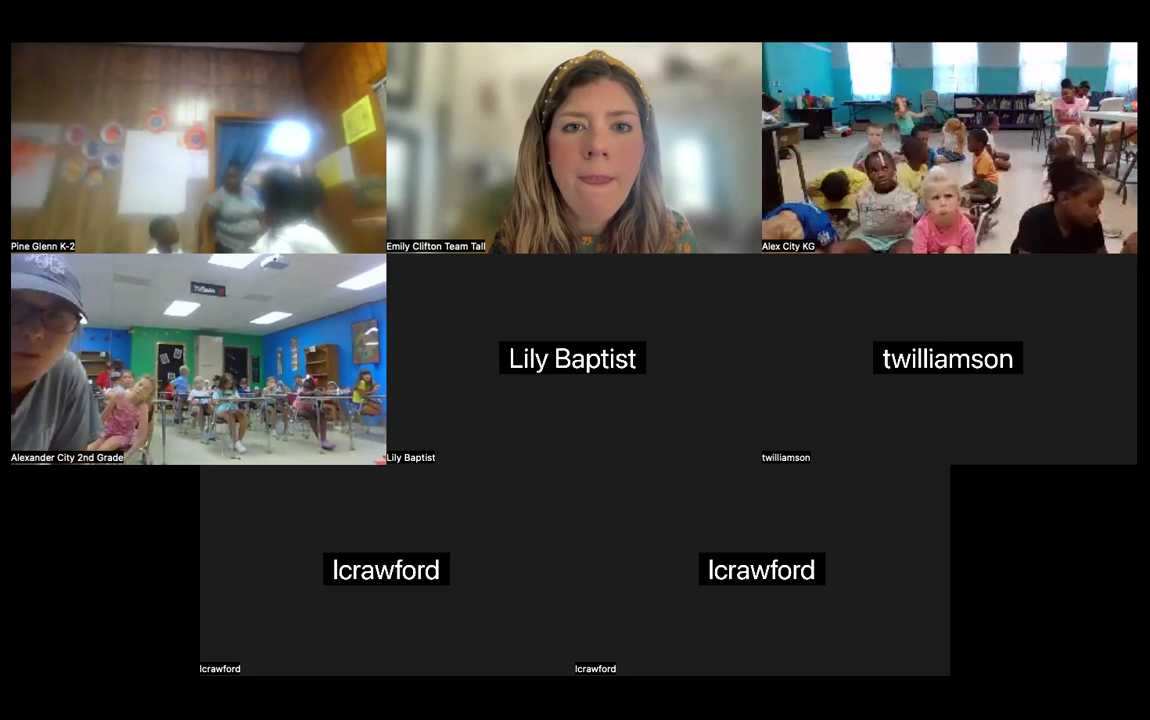 Pine Glenn K-2
Emily Clifton Team Tall
Alex City KG
Alexander City 2nd Grade
Lily Baptist
Lily Baptist
twilliamson
twilliamson
lcrawford
lcrawford
lcrawford
lcrawford